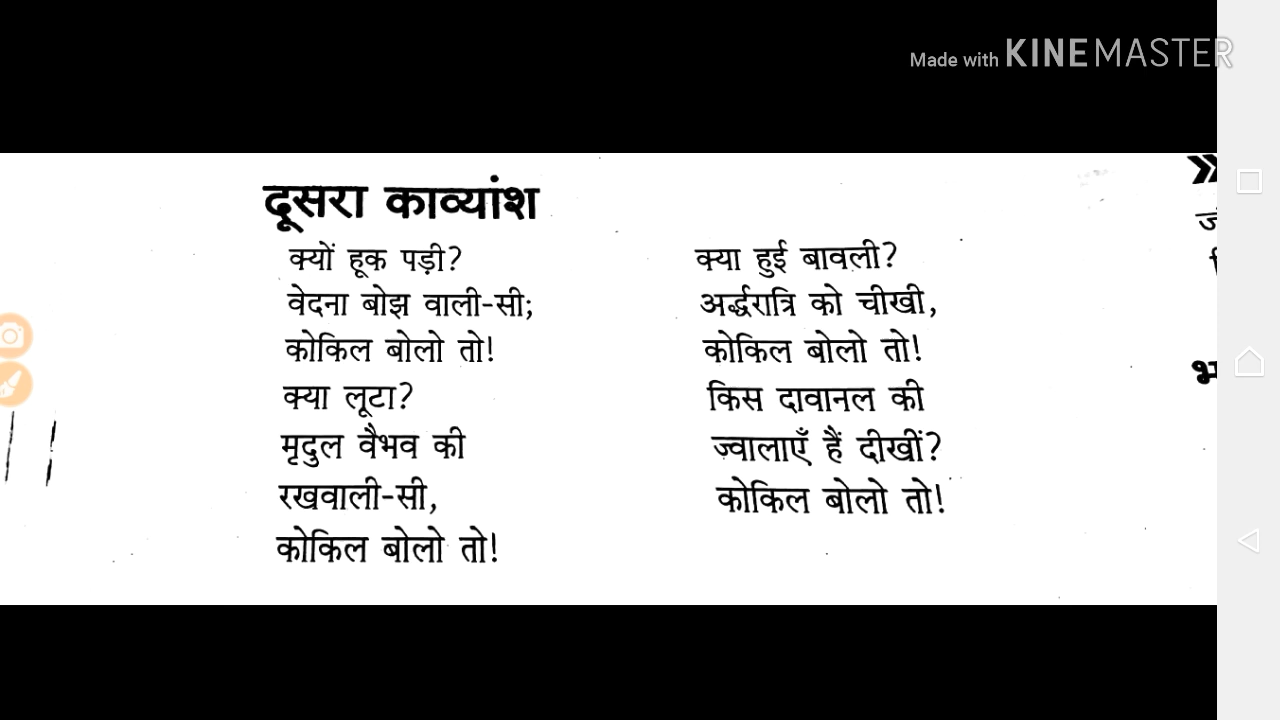 Made with KINEMASTER
दूसरा काव्यांश
क्यों हूक पड़ी?
वेदना बोझ वाली-सी;
कोकिल बोलो तो!
क्या लूटा?
मृदुल वैभव की
रखवाली-सी,
कोकिल बोलो तो!
क्या हुई बावली?
अर्द्धरात्रि को चीखी,
कोकिल बोलो तो!
किस दावानल की
ज्वालाएँ हैं दीखीं?
कोकिल बोलो तो!